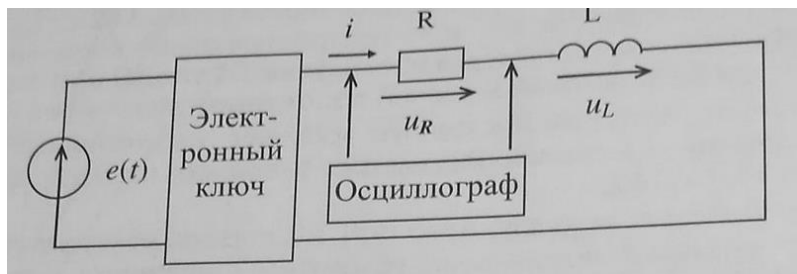 i
R
L
Элект-
ронный
ключ
e(t)
u_R
u_L
Осциллограф